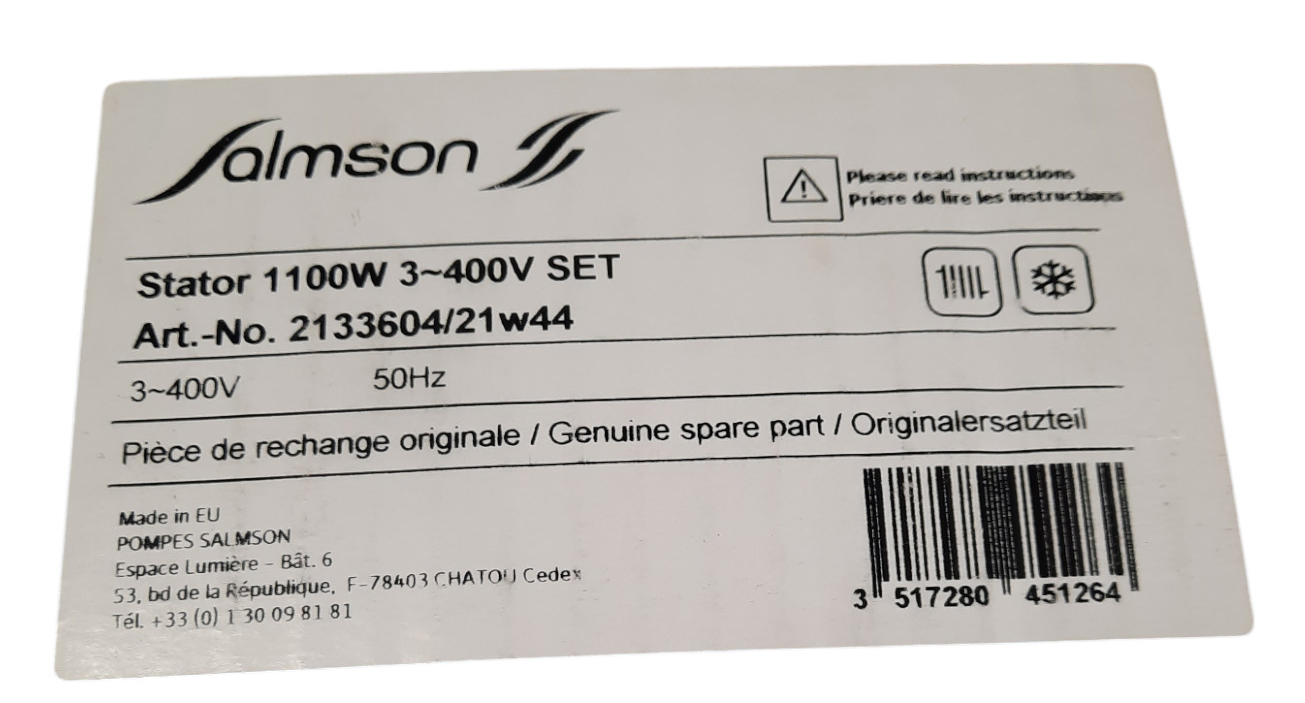 Salmson
Please read instructions
Priere de lire les instructions
Stator 1100W 3~400V SET
Art.-No. 2133604/21w44
3~400V 50Hz
Pièce de rechange originale / Genuine spare part / Originalersatzteil
Made in EU
POMPES SALMSON
Espace Lumière - Bât. 6
53, bd de la République, F-78403 CHATOU Cedex
Tél. +33 (0) 1 30 09 81 81
3 517280 451264